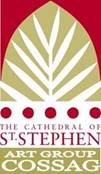 THE CATHEDRAL OF
ST. STEPHEN
ART GROUP
COSSAG